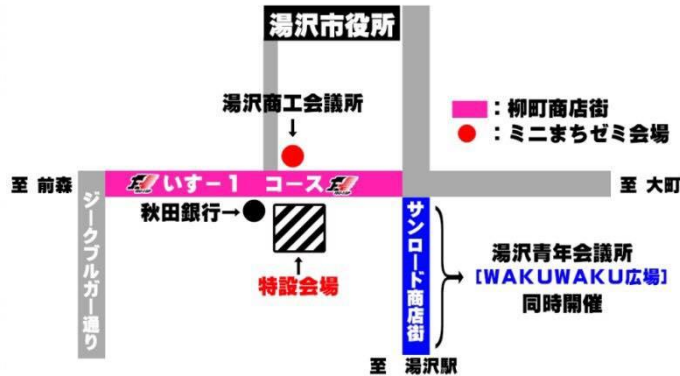 湯沢市役所
湯沢商工会議所
：柳町商店街
：ミニまちゼミ会場
至 前森
いすー1 コース
至 大町
秋田銀行→
特設会場
ジークブルガー通り
サンロード商店街
湯沢青年会議所
[WAKUWAKU広場]
同時開催
至 湯沢駅